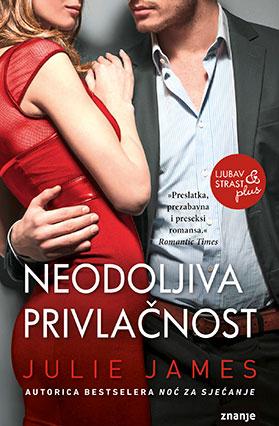 LJUBAV &
STRAST
plus
»Preslatka,
prezabavna
i preseksi
romansa.«
Romantic Times
NEODOLJIVA
PRIVLAČNOST
JULIE JAMES
AUTORICA BESTSELERA NOĆ ZA SJEĆANJE
znanje